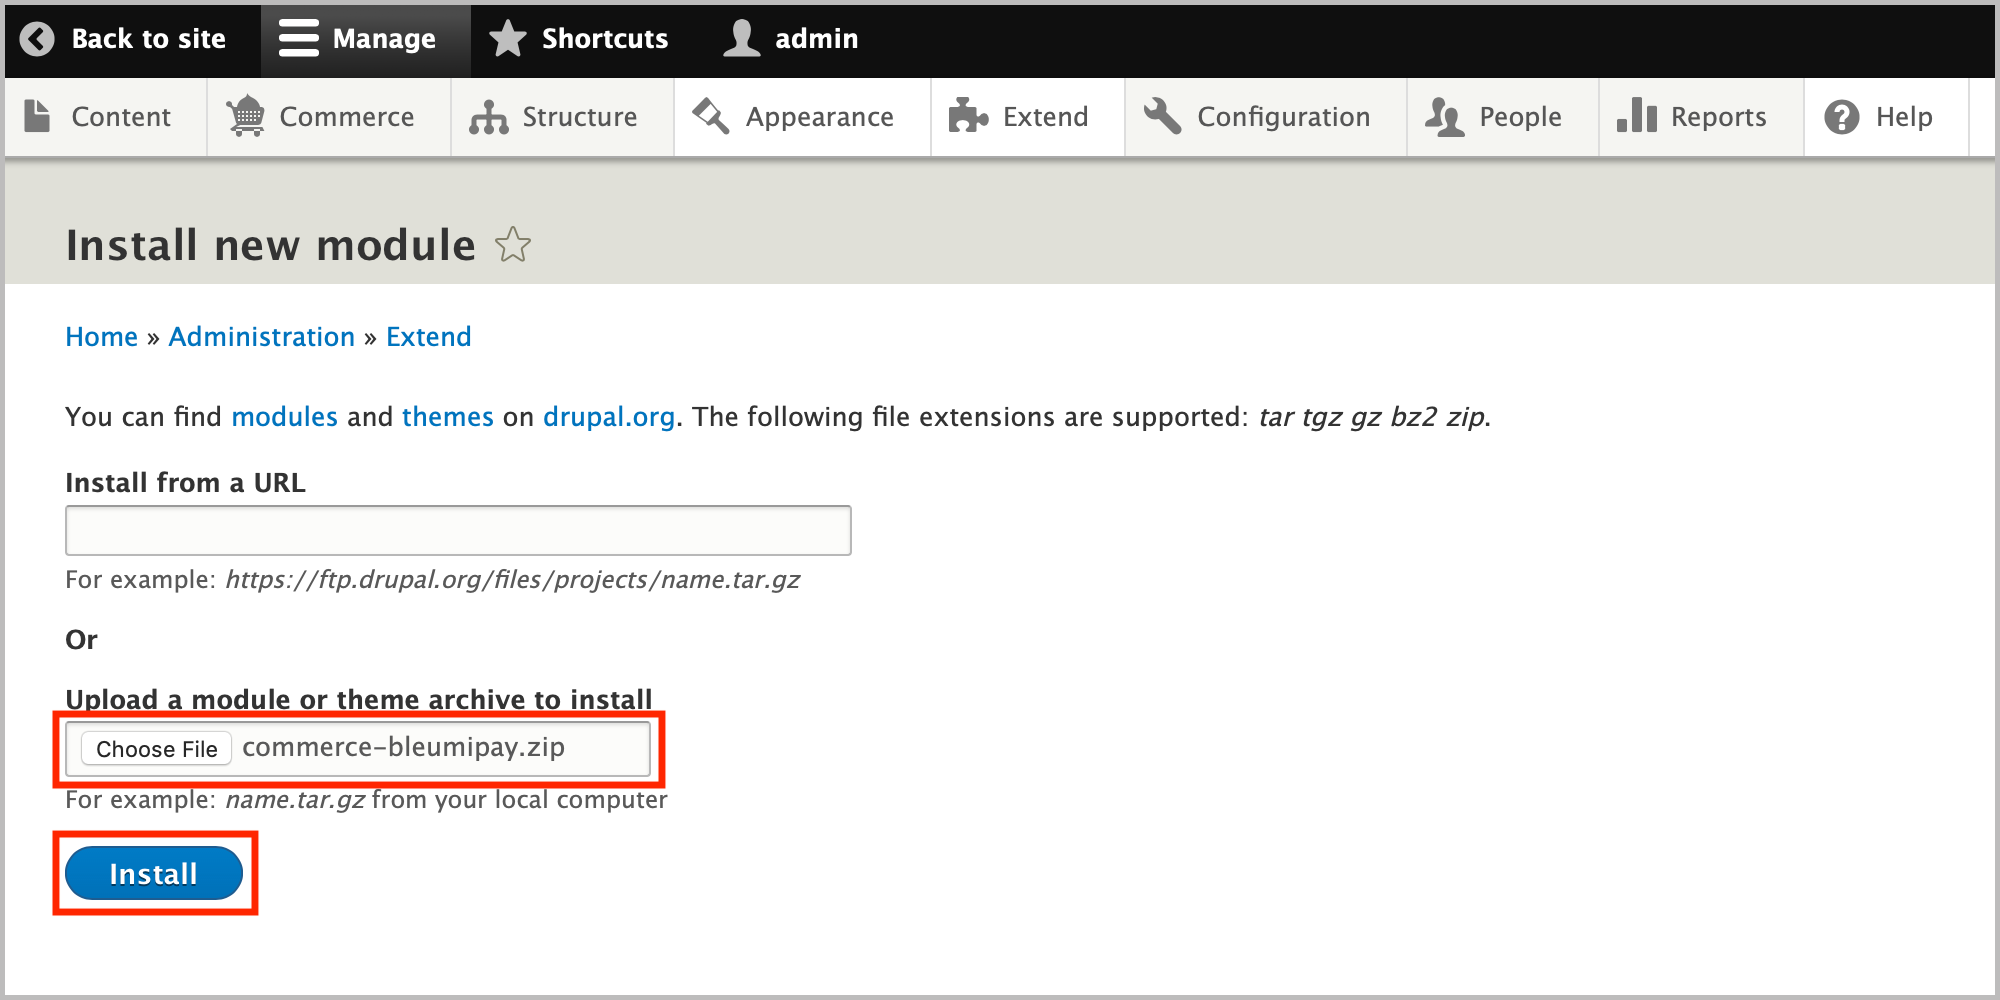 Back to site Manage Shortcuts admin
Content Commerce Structure Appearance Extend Configuration People Reports Help
Install new module
Home » Administration » Extend
You can find modules and themes on drupal.org. The following file extensions are supported: tar tgz gz bz2 zip.
Install from a URL
For example: https://ftp.drupal.org/files/projects/name.tar.gz
Or
Upload a module or theme archive to install
Choose File commerce-bleumipay.zip
For example: name.tar.gz from your local computer
Install